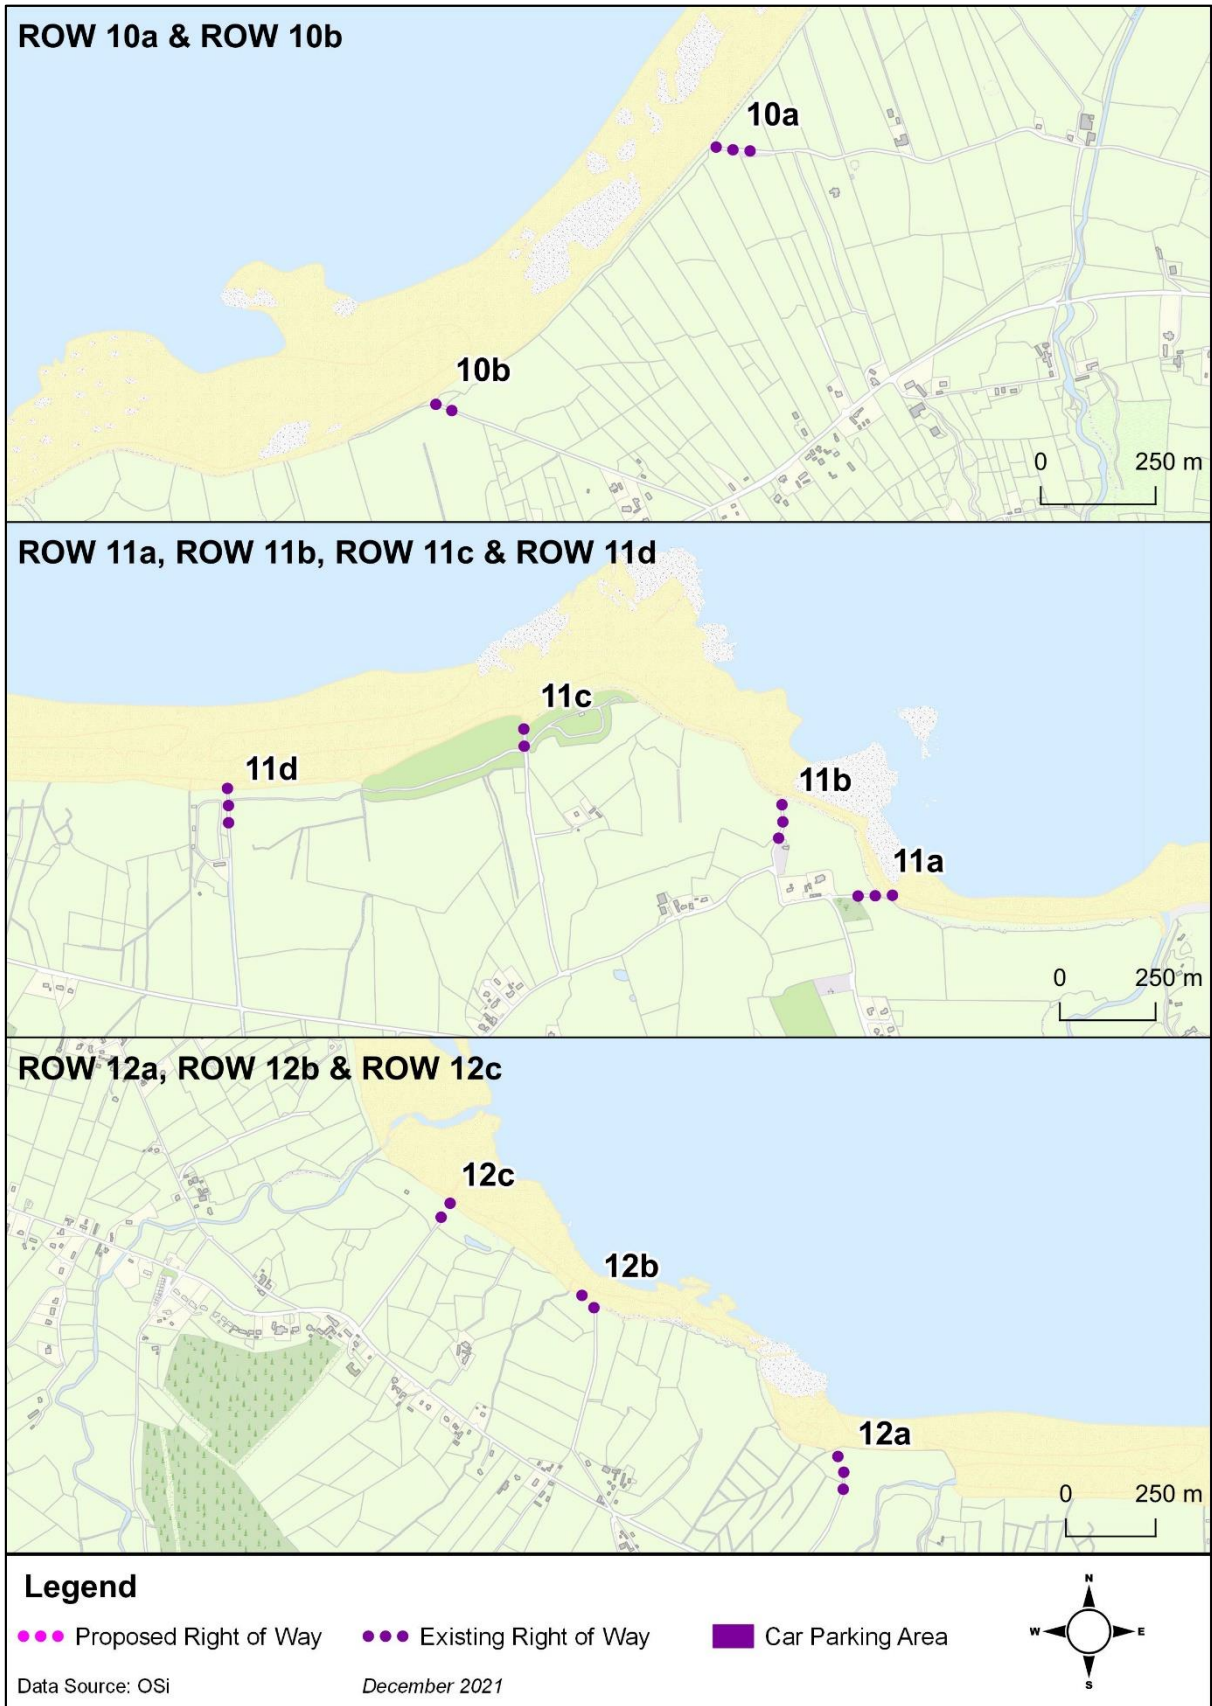 ROW 10a & ROW 10b
10a
10b
0 250 m
ROW 11a, ROW 11b, ROW 11c & ROW 11d
11c
11d
11b
11a
0 250 m
ROW 12a, ROW 12b & ROW 12c
12c
12b
12a
0 250 m
Legend
Proposed Right of Way Existing Right of Way Car Parking Area
Data Source: OSi December 2021
N
W E
S